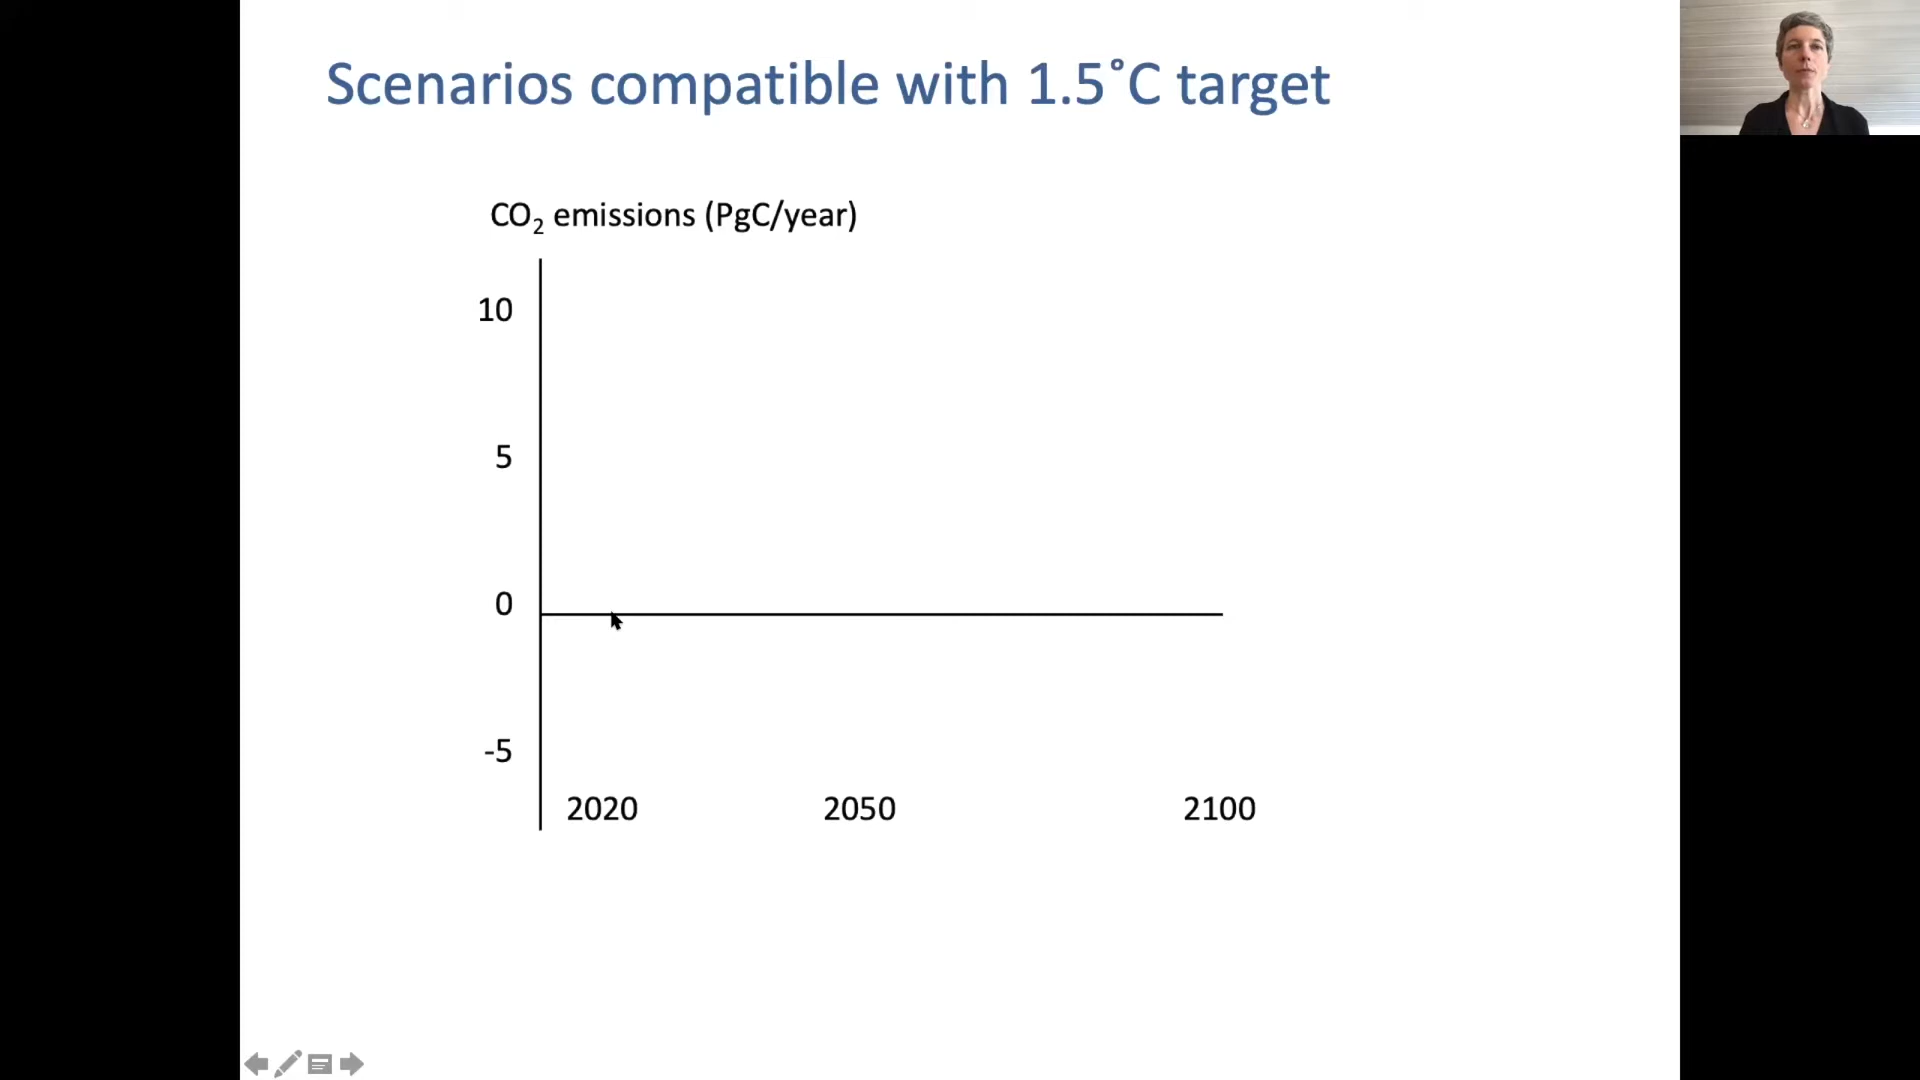 Scenarios compatible with 1.5˚C target
CO₂ emissions (PgC/year)
10
5
0
-5
2020 2050 2100